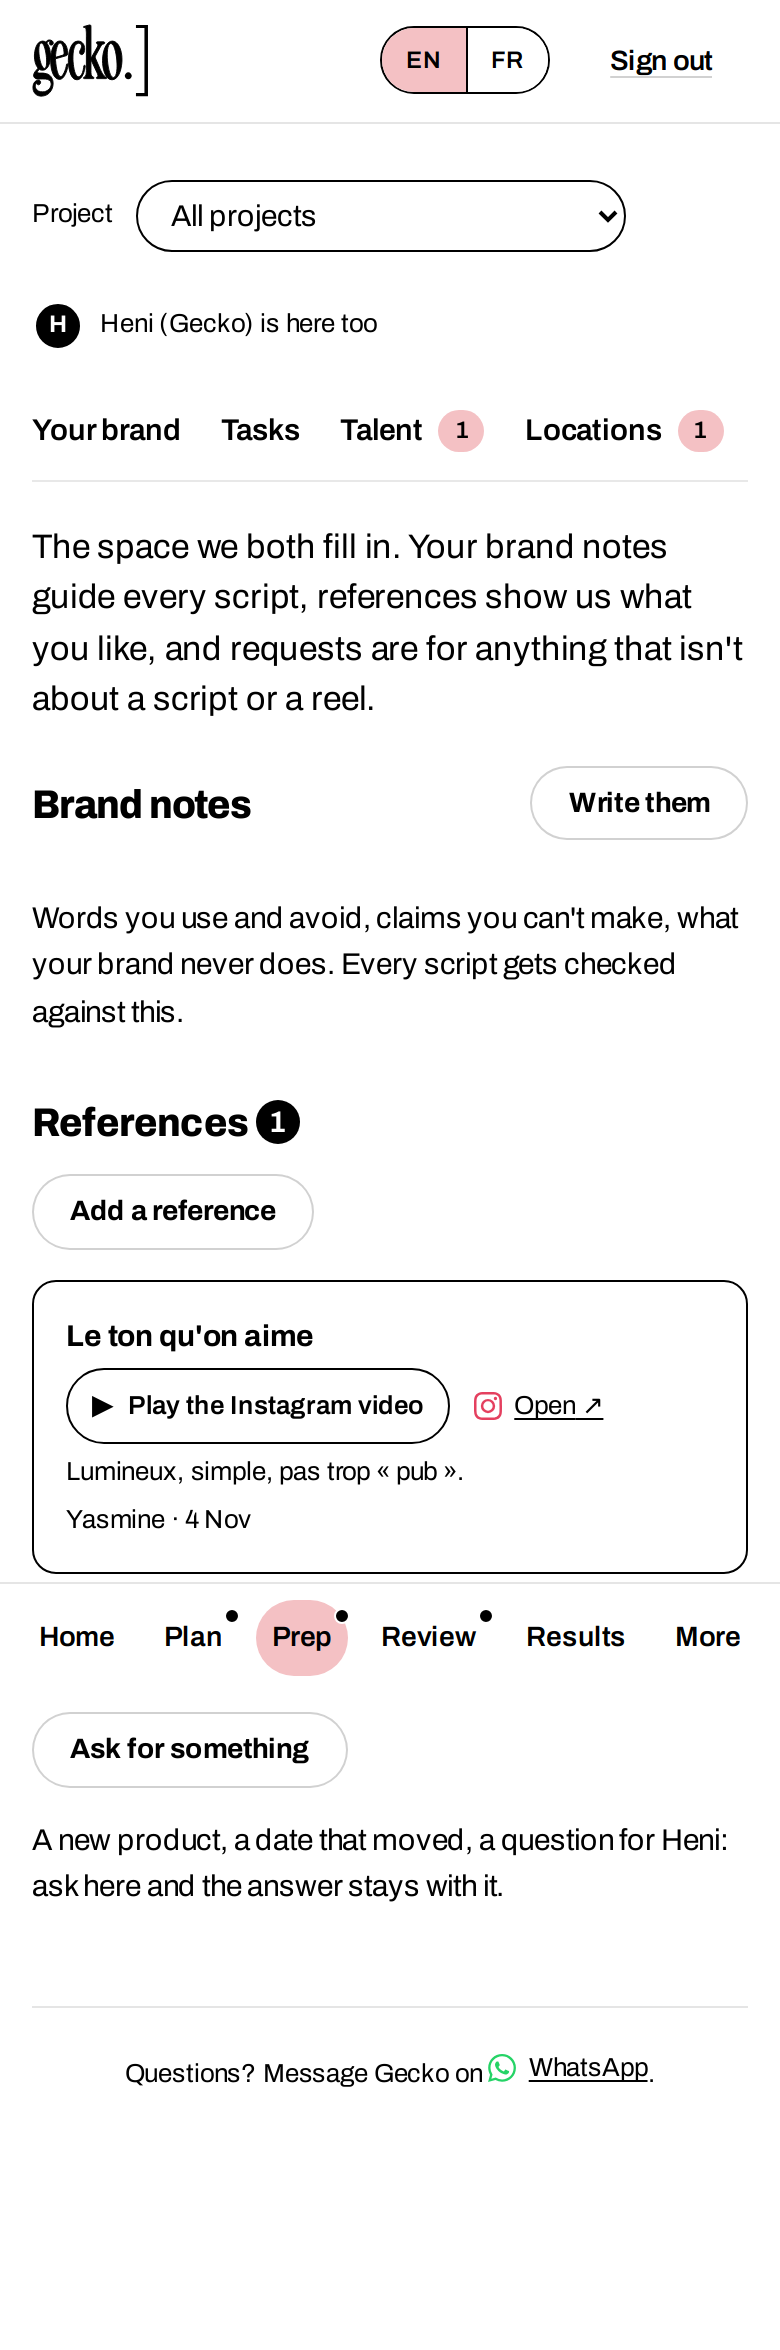 gecko.]
EN FR Sign out
Project All projects
H Heni (Gecko) is here too
Your brand Tasks Talent 1 Locations 1
The space we both fill in. Your brand notes
guide every script, references show us what
you like, and requests are for anything that isn't
about a script or a reel.
Brand notes Write them
Words you use and avoid, claims you can't make, what
your brand never does. Every script gets checked
against this.
References 1
Add a reference
Le ton qu'on aime
▶ Play the Instagram video Open ↗
Lumineux, simple, pas trop « pub ».
Yasmine · 4 Nov
Home Plan Prep Review Results More
Ask for something
A new product, a date that moved, a question for Heni:
ask here and the answer stays with it.
Questions? Message Gecko on WhatsApp.